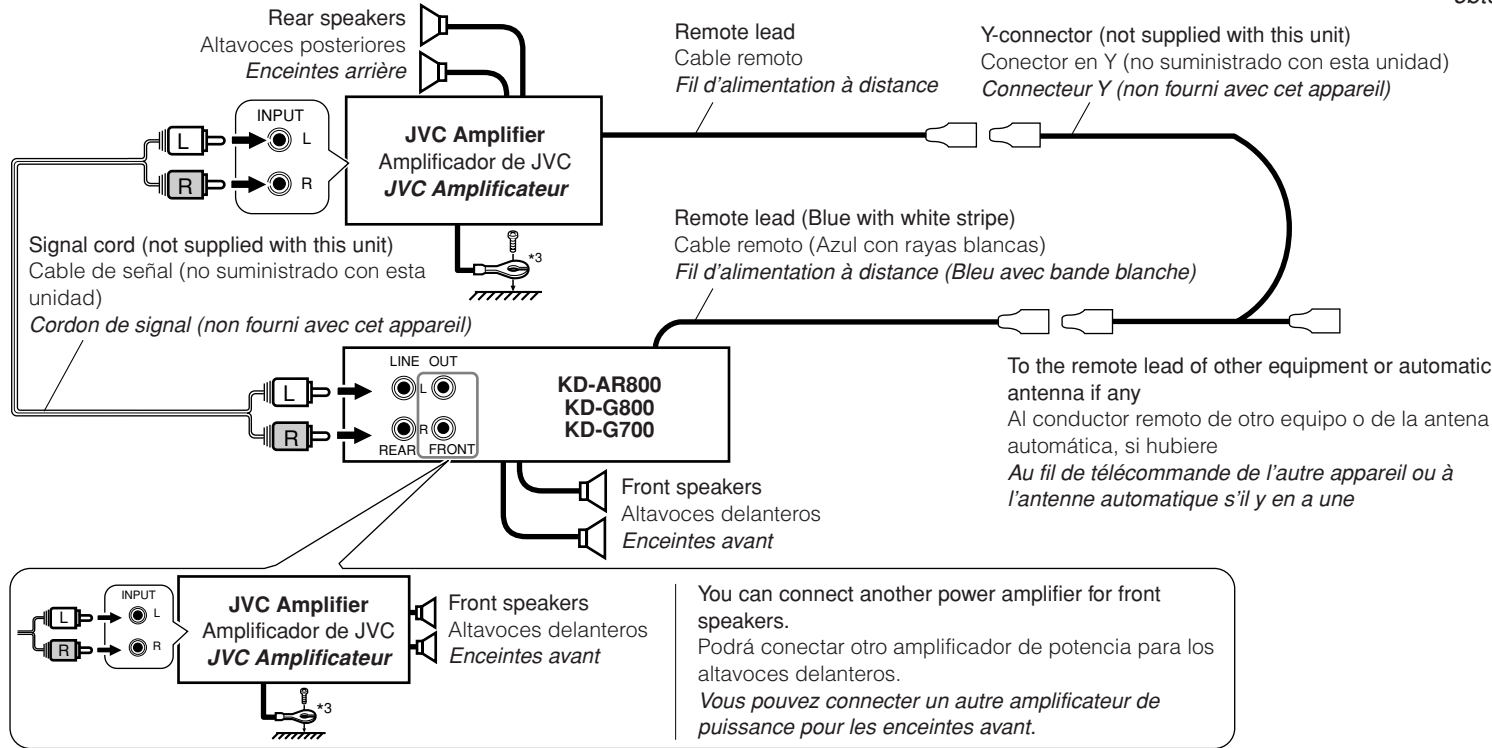 Rear speakers
Altavoces posteriores
Enceintes arrière
Remote lead
Cable remoto
Fil d’alimentation à distance
Y-connector (not supplied with this unit)
Conector en Y (no suministrado con esta unidad)
Connecteur Y (non fourni avec cet appareil)
INPUT
L
L
R
R
JVC Amplifier
Amplificador de JVC
JVC Amplificateur
*3
Signal cord (not supplied with this unit)
Cable de señal (no suministrado con esta
unidad)
Cordon de signal (non fourni avec cet appareil)
Remote lead (Blue with white stripe)
Cable remoto (Azul con rayas blancas)
Fil d’alimentation à distance (Bleu avec bande blanche)
LINE OUT
L
L
R
R
REAR FRONT
KD-AR800
KD-G800
KD-G700
To the remote lead of other equipment or automatic
antenna if any
Al conductor remoto de otro equipo o de la antena
automática, si hubiere
Au fil de télécommande de l’autre appareil ou à
l’antenne automatique s’il y en a une
Front speakers
Altavoces delanteros
Enceintes avant
INPUT
L
L
R
R
JVC Amplifier
Amplificador de JVC
JVC Amplificateur
*3
Front speakers
Altavoces delanteros
Enceintes avant
You can connect another power amplifier for front
speakers.
Podrá conectar otro amplificador de potencia para los
altavoces delanteros.
Vous pouvez connecter un autre amplificateur de
puissance pour les enceintes avant.